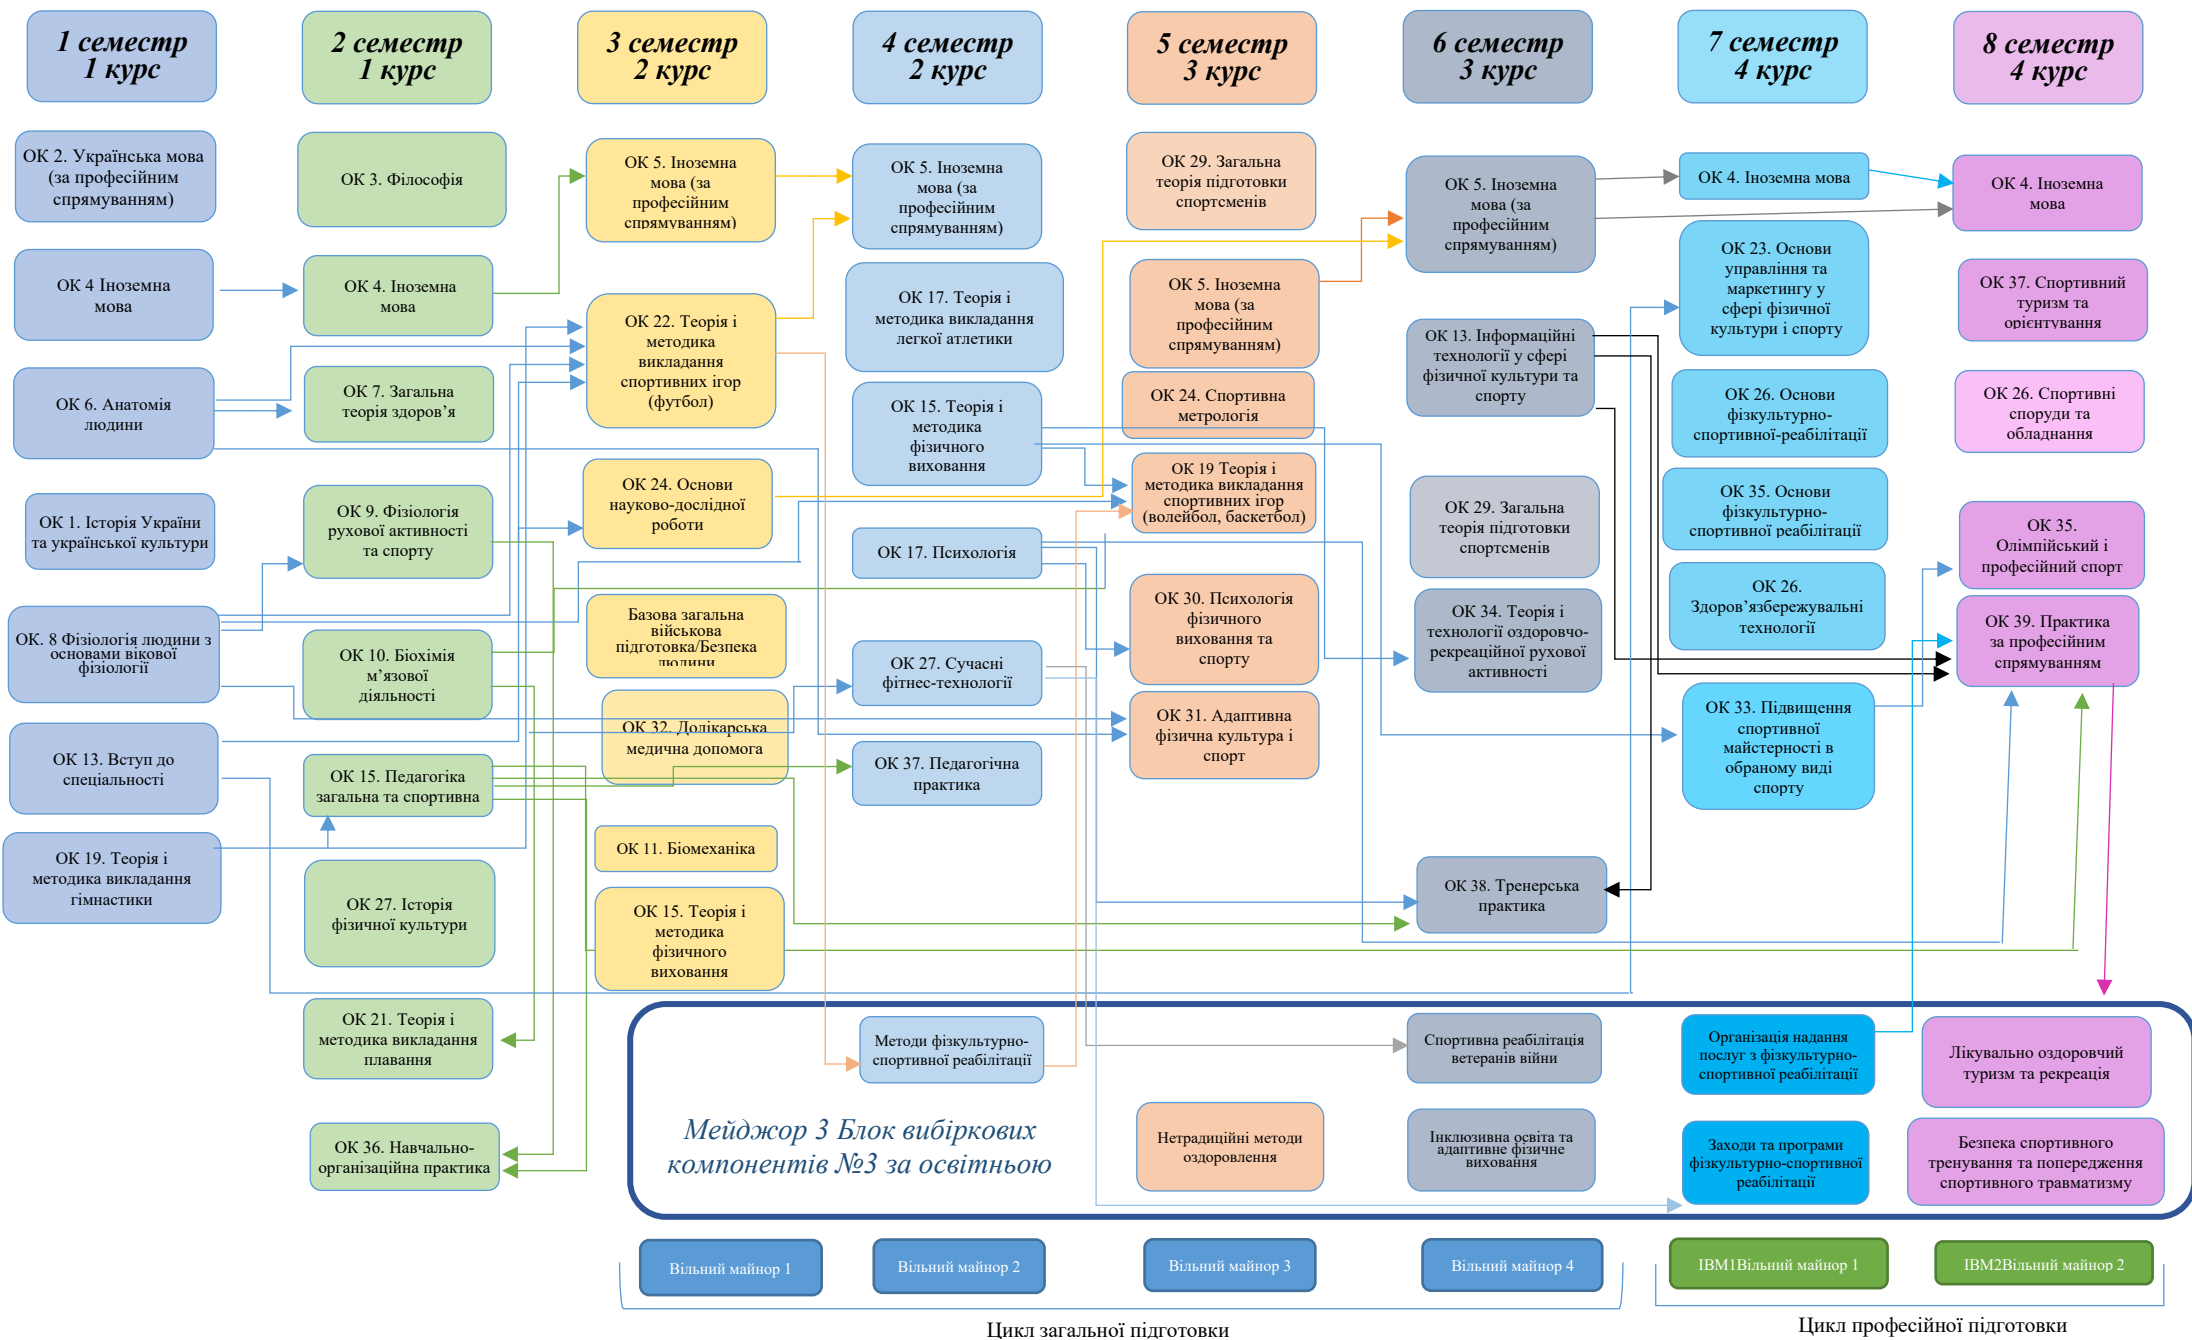 1 семестр
1 курс
2 семестр
1 курс
3 семестр
2 курс
4 семестр
2 курс
5 семестр
3 курс
6 семестр
3 курс
7 семестр
4 курс
8 семестр
4 курс
ОК 2. Українська мова
(за професійним
спрямуванням)
ОК 4 Іноземна
мова
ОК 6. Анатомія
людини
ОК 1. Історія України
та української культури
ОК. 8 Фізіологія людини з
основами вікової
фізіології
ОК 13. Вступ до
спеціальності
ОК 19. Теорія і
методика викладання
гімнастики
ОК 3. Філософія
ОК 4. Іноземна
мова
ОК 7. Загальна
теорія здоров’я
ОК 9. Фізіологія
рухової активності
та спорту
ОК 10. Біохімія
м’язової
діяльності
ОК 15. Педагогіка
загальна та спортивна
ОК 27. Історія
фізичної культури
ОК 21. Теорія і
методика викладання
плавання
ОК 36. Навчально-
організаційна практика
ОК 5. Іноземна
мова (за
професійним
спрямуванням)
ОК 22. Теорія і
методика
викладання
спортивних ігор
(футбол)
ОК 24. Основи
науково-дослідної
роботи
Базова загальна
військова
підготовка/Безпека
людини
ОК 32. Долікарська
медична допомога
ОК 11. Біомеханіка
ОК 15. Теорія і
методика
фізичного
виховання
ОК 5. Іноземна
мова (за
професійним
спрямуванням)
ОК 17. Теорія і
методика викладання
легкої атлетики
ОК 15. Теорія і
методика
фізичного
виховання
ОК 17. Психологія
ОК 27. Сучасні
фітнес-технології
ОК 37. Педагогічна
практика
Методи фізкультурно-
спортивної реабілітації
ОК 29. Загальна
теорія підготовки
спортсменів
ОК 5. Іноземна
мова (за
професійним
спрямуванням)
ОК 24. Спортивна
метрологія
ОК 19 Теорія і
методика викладання
спортивних ігор
(волейбол, баскетбол)
ОК 30. Психологія
фізичного
виховання та
спорту
ОК 31. Адаптивна
фізична культура і
спорт
Нетрадиційні методи
оздоровлення
ОК 5. Іноземна
мова (за
професійним
спрямуванням)
ОК 13. Інформаційні
технології у сфері
фізичної культури та
спорту
ОК 29. Загальна
теорія підготовки
спортсменів
ОК 34. Теорія і
технології оздоровчо-
рекреаційної рухової
активності
ОК 38. Тренерська
практика
Спортивна реабілітація
ветеранів війни
Інклюзивна освіта та
адаптивне фізичне
виховання
ОК 4. Іноземна мова
ОК 23. Основи
управління та
маркетингу у
сфері фізичної
культури і спорту
ОК 26. Основи
фізкультурно-
спортивної-реабілітації
ОК 35. Основи
фізкультурно-
спортивної реабілітації
ОК 26.
Здоров’язбережувальні
технології
ОК 33. Підвищення
спортивної
майстерності в
обраному виді
спорту
Організація надання
послуг з фізкультурно-
спортивної реабілітації
Заходи та програми
фізкультурно-спортивної
реабілітації
ОК 4. Іноземна
мова
ОК 37. Спортивний
туризм та
орієнтування
ОК 26. Спортивні
споруди та
обладнання
ОК 35.
Олімпійський і
професійний спорт
ОК 39. Практика
за професійним
спрямуванням
Лікувально оздоровчий
туризм та рекреація
Безпека спортивного
тренування та попередження
спортивного травматизму
Мейджор 3 Блок вибіркових
компонентів №3 за освітньою
Вільний майнор 1
Вільний майнор 2
Вільний майнор 3
Вільний майнор 4
ІВМ1Вільний майнор 1
ІВМ2Вільний майнор 2
Цикл загальної підготовки
Цикл професійної підготовки